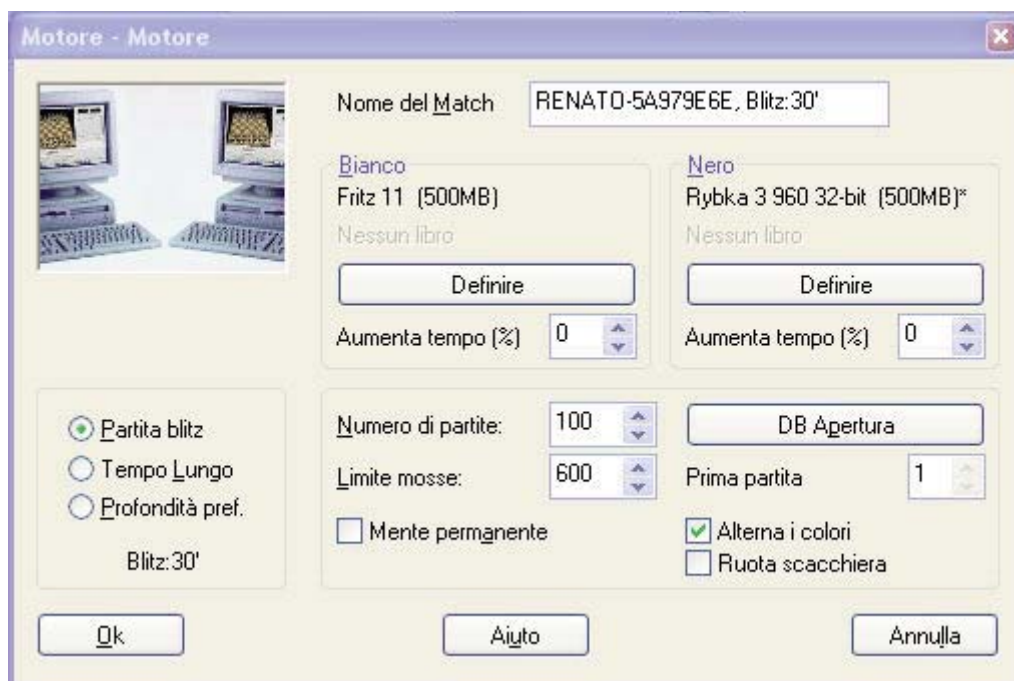 Motore - Motore
Nome del Match RENATO-5A979E6E, Blitz:30'
Bianco
Fritz 11 (500MB)
Nessun libro
Definire
Aumenta tempo (%) 0
Nero
Rybka 3 960 32-bit (500MB)*
Nessun libro
Definire
Aumenta tempo (%) 0
Partita blitz
Tempo Lungo
Profondità pref.
Blitz:30'
Numero di partite: 100
DB Apertura
Limite mosse: 600
Prima partita 1
Mente permanente
Alterna i colori
Ruota scacchiera
Ok
Aiuto
Annulla